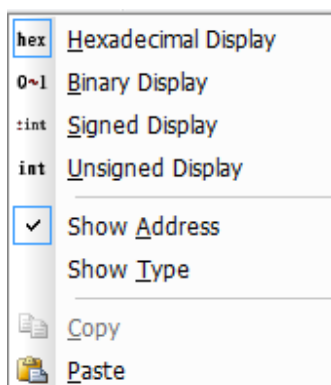 hex Hexadecimal Display
0~1 Binary Display
±int Signed Display
int Unsigned Display
Show Address
Show Type
Copy
Paste